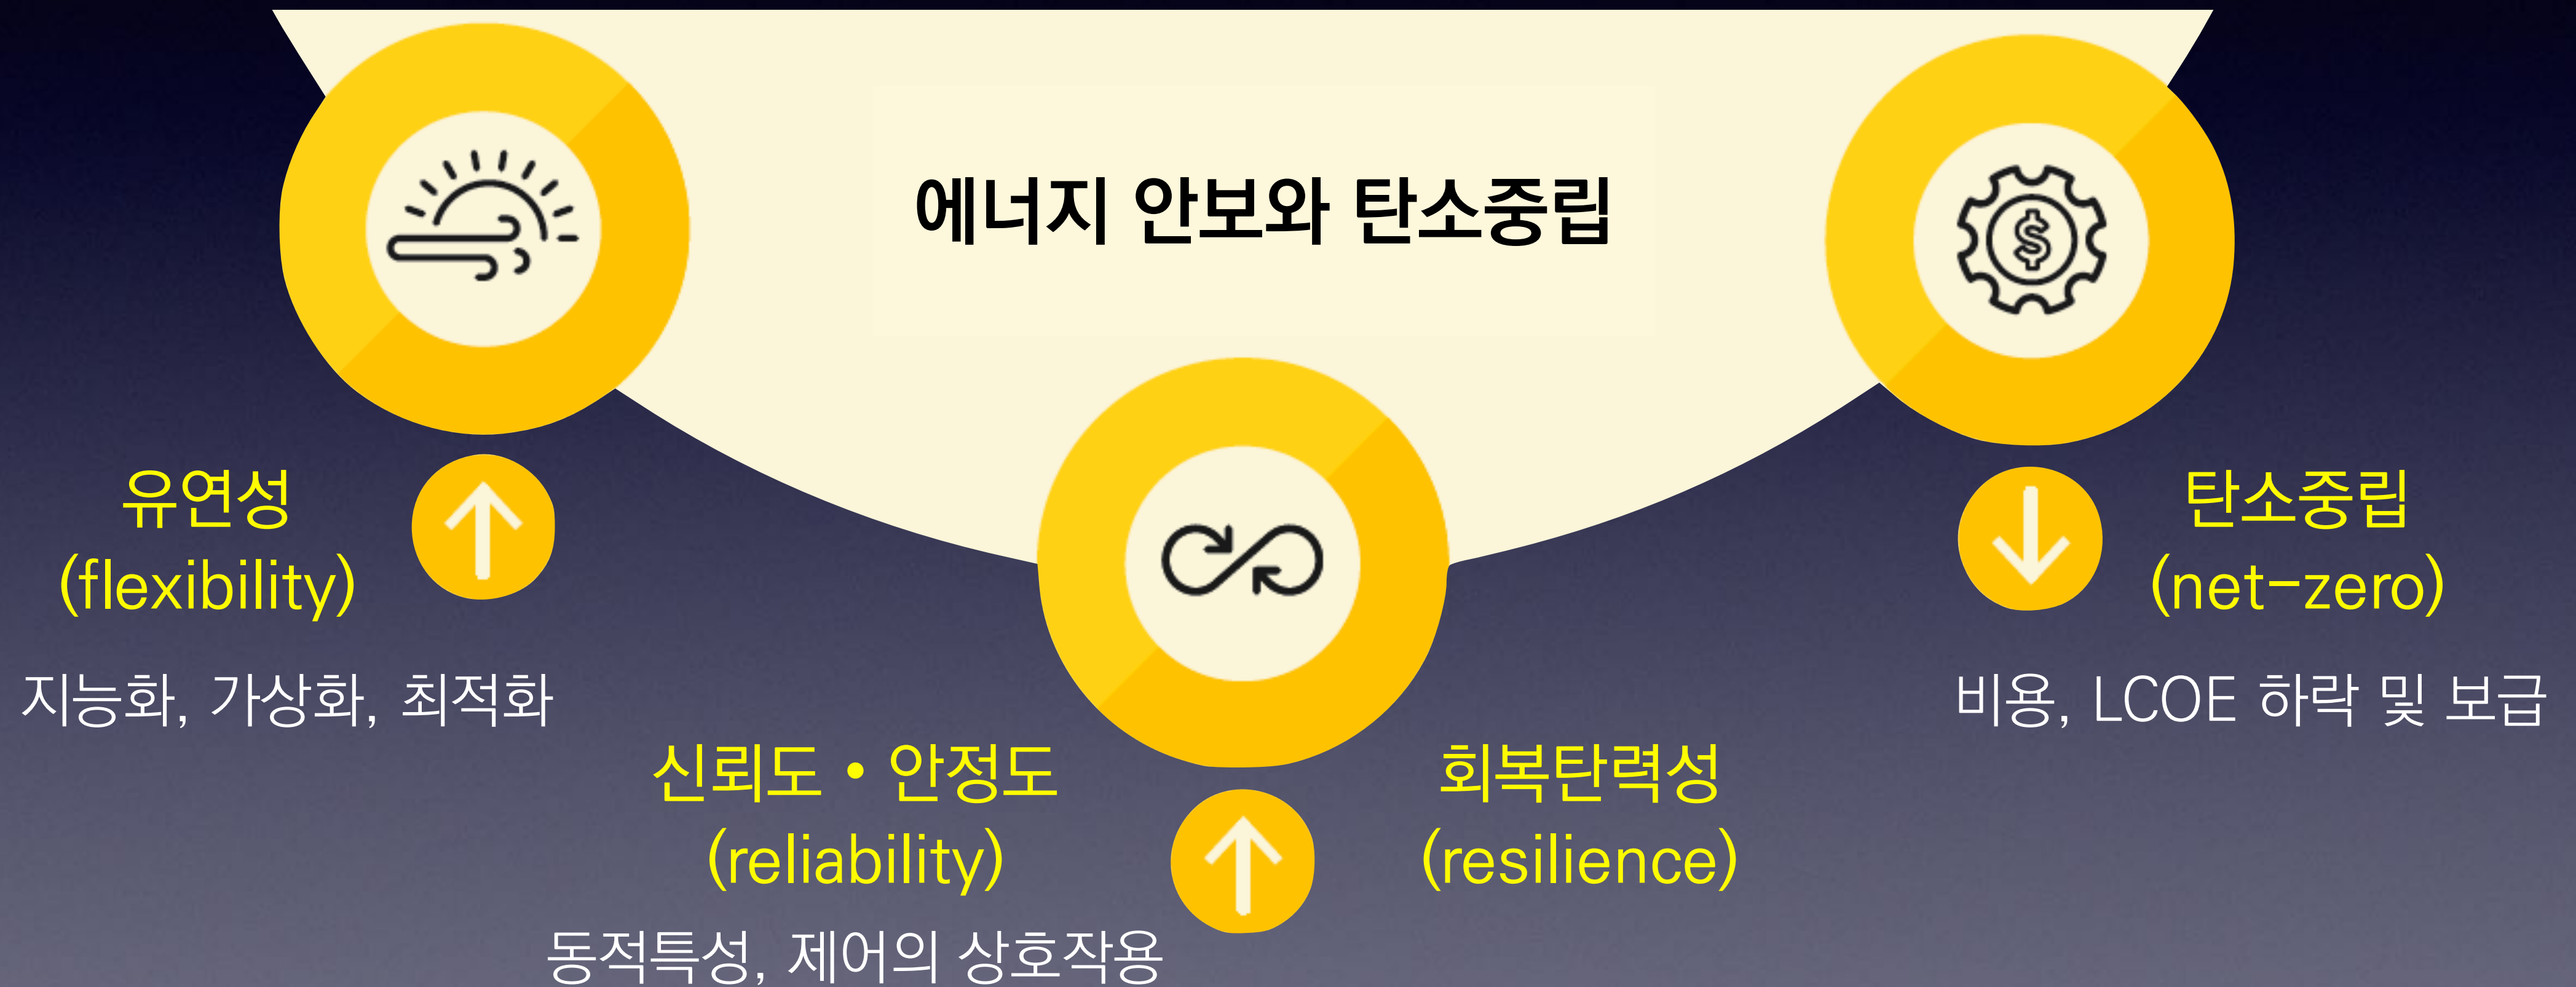 에너지 안보와 탄소중립
유연성
(flexibility)
지능화, 가상화, 최적화
신뢰도 • 안정도
(reliability)
동적특성, 제어의 상호작용
회복탄력성
(resilience)
탄소중립
(net-zero)
비용, LCOE 하락 및 보급
$